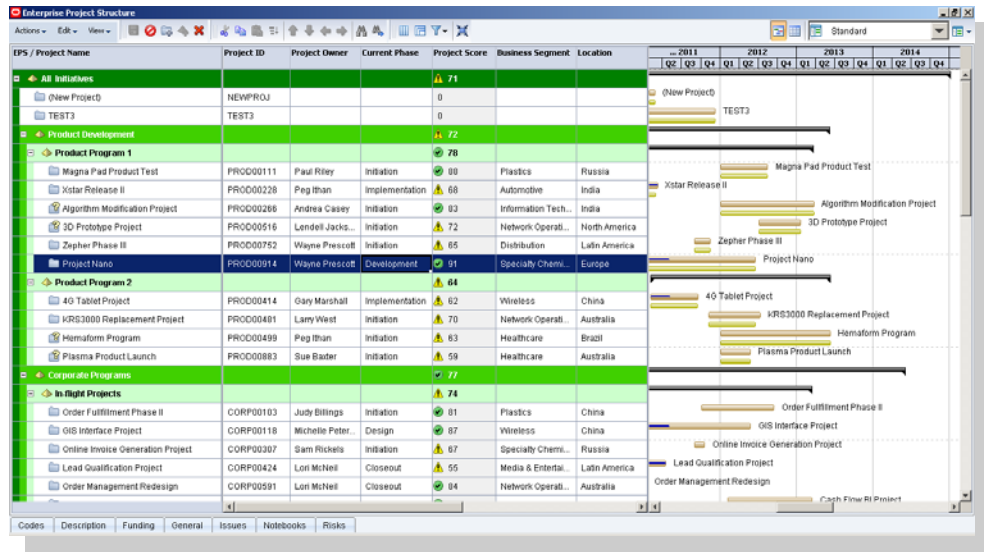 Enterprise Project Structure
Actions Edit View Standard
EPS / Project Name Project ID Project Owner Current Phase Project Score Business Segment Location ... 2011 2012 2013 2014
Q2 Q3 Q4 Q1 Q2 Q3 Q4 Q1 Q2 Q3 Q4 Q1 Q2 Q3 Q4
All Initiatives 71
(New Project) NEWPROJ 0 (New Project)
TEST3 TEST3 0 TEST3
Product Development 72
Product Program 1 78
Magna Pad Product Test PROD00111 Paul Riley Initiation 80 Plastics Russia Magna Pad Product Test
Xstar Release II PROD00228 Peg Ithan Implementation 68 Automotive India Xstar Release II
Algorithm Modification Project PROD00266 Andrea Casey Initiation 83 Information Tech... India Algorithm Modification Project
3D Prototype Project PROD00516 Lendell Jacks... Initiation 72 Network Operati... North America 3D Prototype Project
Zepher Phase III PROD00752 Wayne Prescott Initiation 65 Distribution Latin America Zepher Phase III
Project Nano PROD00914 Wayne Prescott Development 91 Specialty Chemi... Europe Project Nano
Product Program 2 64
4G Tablet Project PROD00414 Gary Marshall Implementation 62 Wireless China 4G Tablet Project
KRS3000 Replacement Project PROD00481 Larry West Initiation 70 Network Operati... Australia KRS3000 Replacement Project
Hemaform Program PROD00499 Peg Ithan Initiation 63 Healthcare Brazil Hemaform Program
Plasma Product Launch PROD00883 Sue Baxter Initiation 59 Healthcare Australia Plasma Product Launch
Corporate Programs 77
In-flight Projects 74
Order Fullfillment Phase II CORP00103 Judy Billings Initiation 81 Plastics China Order Fullfillment Phase II
GIS Interface Project CORP00118 Michelle Peter... Design 87 Wireless China GIS Interface Project
Online Invoice Generation Project CORP00307 Sam Rickels Initiation 67 Specialty Chemi... Russia Online Invoice Generation Project
Lead Qualification Project CORP00424 Lori McNeil Closeout 55 Media & Entertai... Latin America Lead Qualification Project
Order Management Redesign CORP00591 Lori McNeil Closeout 84 Network Operati... Australia Order Management Redesign
Cash Flow BI Project
Codes Description Funding General Issues Notebooks Risks